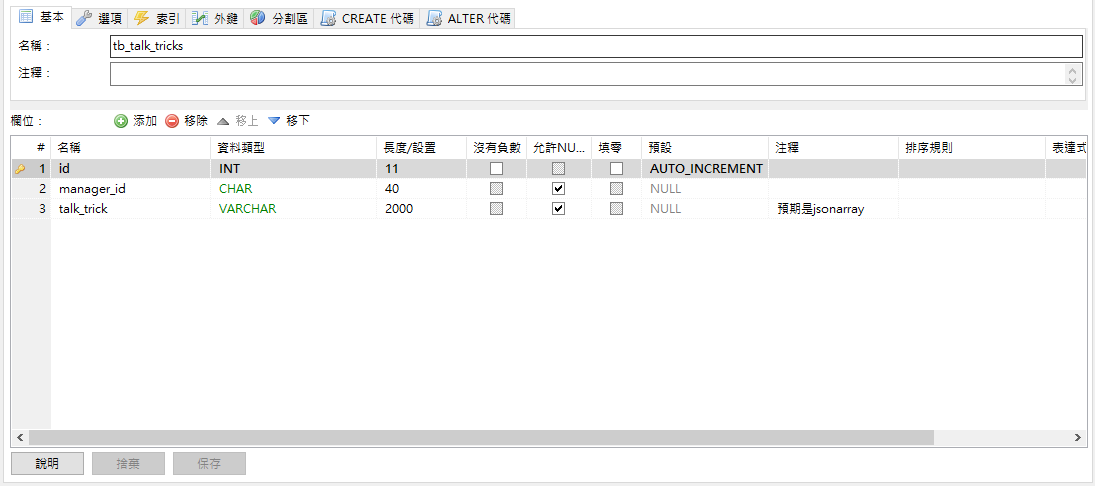 基本 選項 索引 外鍵 分割區 CREATE 代碼 ALTER 代碼
名稱： tb_talk_tricks
注釋：
欄位： 添加 移除 移上 移下
# 名稱 資料類型 長度/設置 沒有負數 允許NU... 填零 預設 注釋 排序規則 表達式
1 id INT 11 AUTO_INCREMENT
2 manager_id CHAR 40 NULL
3 talk_trick VARCHAR 2000 NULL 預期是jsonarray
說明 捨棄 保存